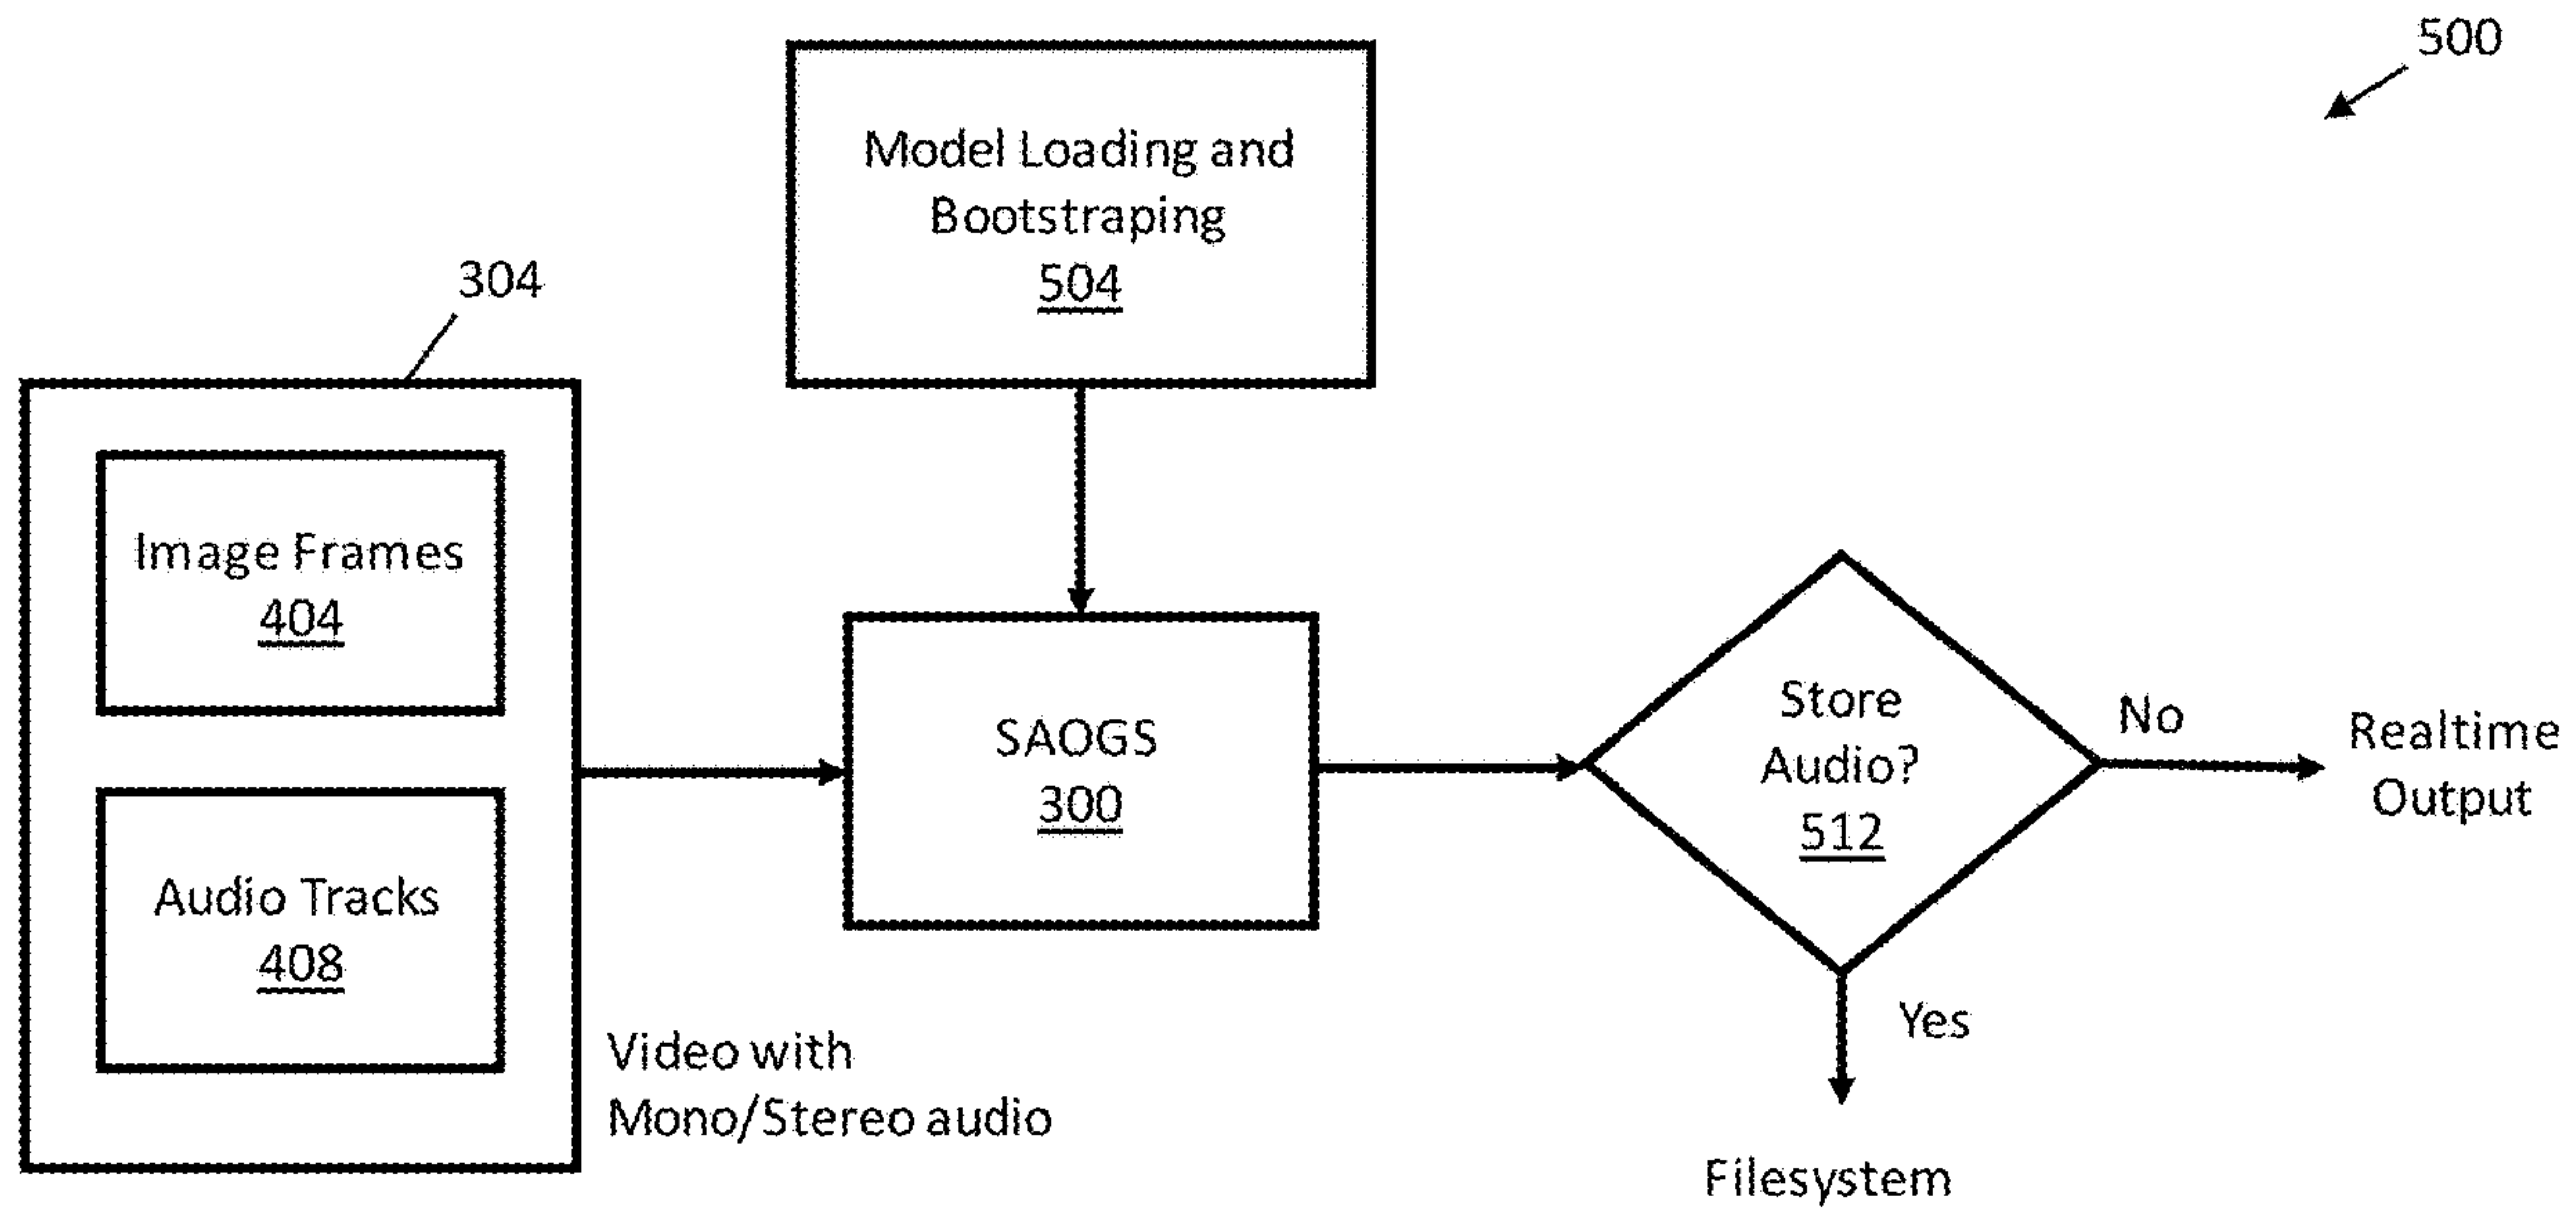 500
Model Loading and
Bootstraping
504
304
Image Frames
404
Audio Tracks
408
Video with
Mono/Stereo audio
SAOGS
300
Store
Audio?
512
No
Realtime
Output
Yes
Filesystem